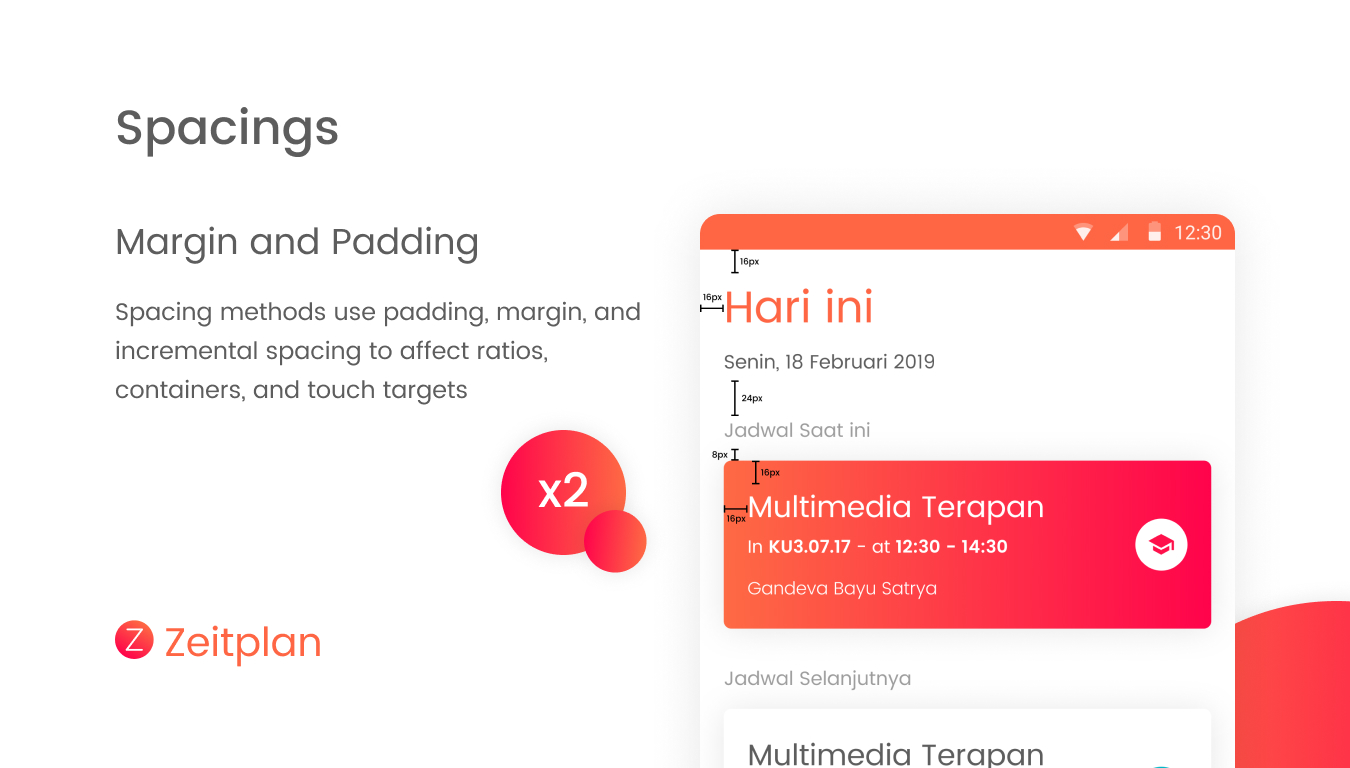 Spacings
Margin and Padding
Spacing methods use padding, margin, and
incremental spacing to affect ratios,
containers, and touch targets
x2
Z Zeitplan
12:30
16px
16px
Hari ini
Senin, 18 Februari 2019
24px
Jadwal Saat ini
8px
16px
16px
Multimedia Terapan
In KU3.07.17 - at 12:30 - 14:30
Gandeva Bayu Satrya
Jadwal Selanjutnya
Multimedia Terapan